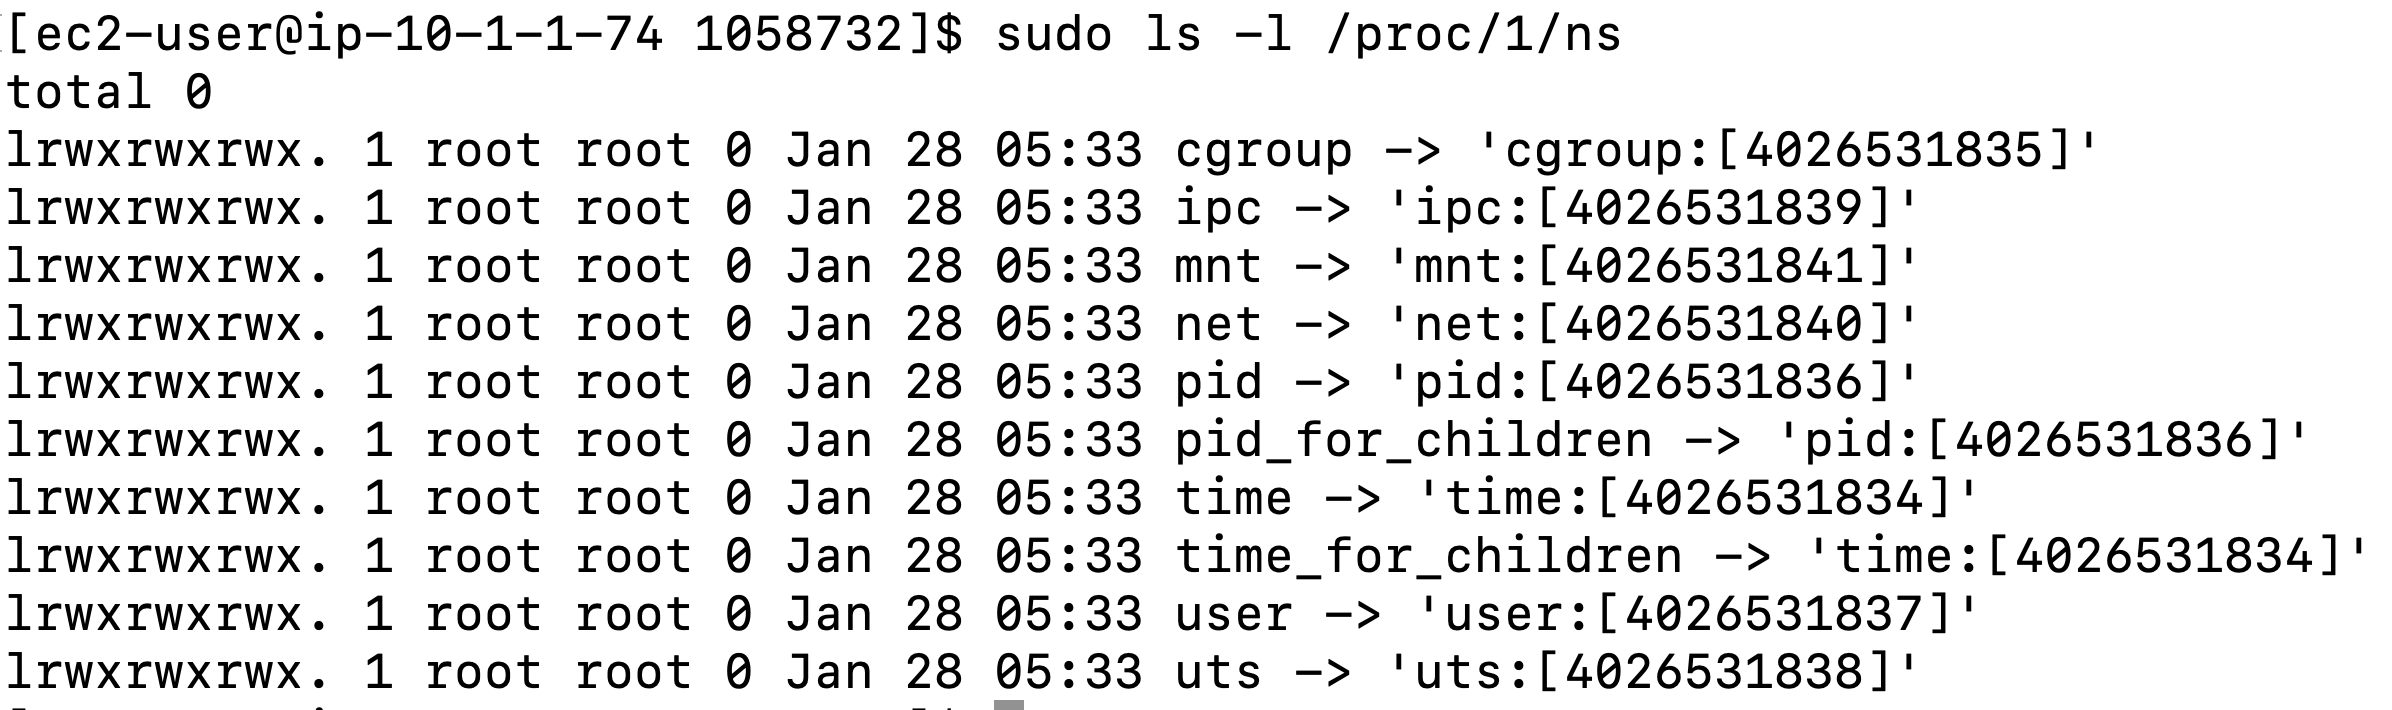 [ec2-user@ip-10-1-1-74 1058732]$ sudo ls -l /proc/1/ns
total 0
lrwxrwxrwx. 1 root root 0 Jan 28 05:33 cgroup -> 'cgroup:[4026531835]'
lrwxrwxrwx. 1 root root 0 Jan 28 05:33 ipc -> 'ipc:[4026531839]'
lrwxrwxrwx. 1 root root 0 Jan 28 05:33 mnt -> 'mnt:[4026531841]'
lrwxrwxrwx. 1 root root 0 Jan 28 05:33 net -> 'net:[4026531840]'
lrwxrwxrwx. 1 root root 0 Jan 28 05:33 pid -> 'pid:[4026531836]'
lrwxrwxrwx. 1 root root 0 Jan 28 05:33 pid_for_children -> 'pid:[4026531836]'
lrwxrwxrwx. 1 root root 0 Jan 28 05:33 time -> 'time:[4026531834]'
lrwxrwxrwx. 1 root root 0 Jan 28 05:33 time_for_children -> 'time:[4026531834]'
lrwxrwxrwx. 1 root root 0 Jan 28 05:33 user -> 'user:[4026531837]'
lrwxrwxrwx. 1 root root 0 Jan 28 05:33 uts -> 'uts:[4026531838]'